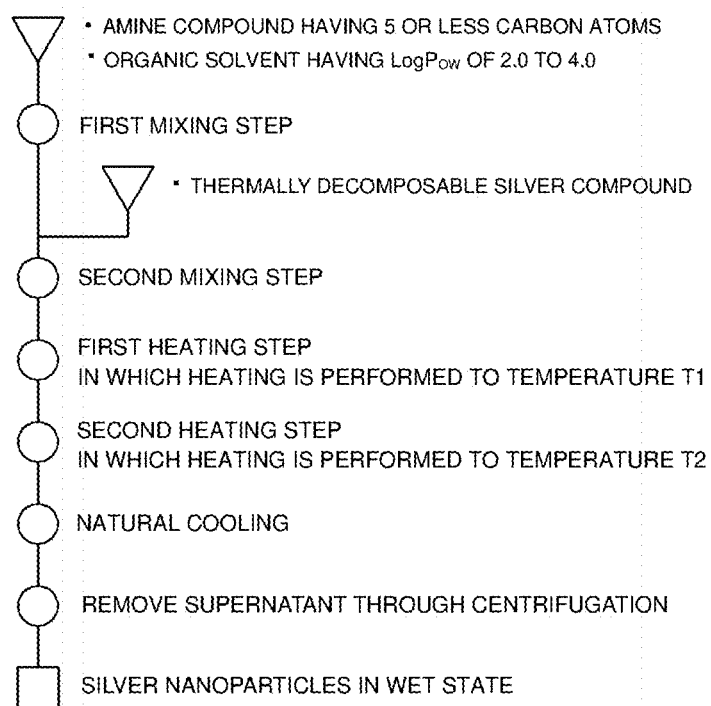 • AMINE COMPOUND HAVING 5 OR LESS CARBON ATOMS
• ORGANIC SOLVENT HAVING LogPow OF 2.0 TO 4.0
FIRST MIXING STEP
• THERMALLY DECOMPOSABLE SILVER COMPOUND
SECOND MIXING STEP
FIRST HEATING STEP
IN WHICH HEATING IS PERFORMED TO TEMPERATURE T1
SECOND HEATING STEP
IN WHICH HEATING IS PERFORMED TO TEMPERATURE T2
NATURAL COOLING
REMOVE SUPERNATANT THROUGH CENTRIFUGATION
SILVER NANOPARTICLES IN WET STATE